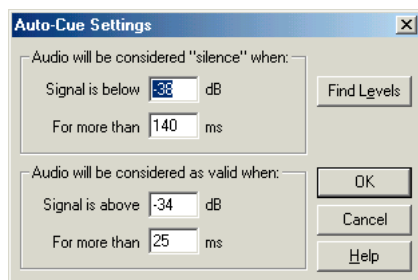 Auto-Cue Settings
Audio will be considered "silence" when:
Signal is below -38 dB
For more than 140 ms
Find Levels
Audio will be considered as valid when:
Signal is above -34 dB
For more than 25 ms
OK
Cancel
Help